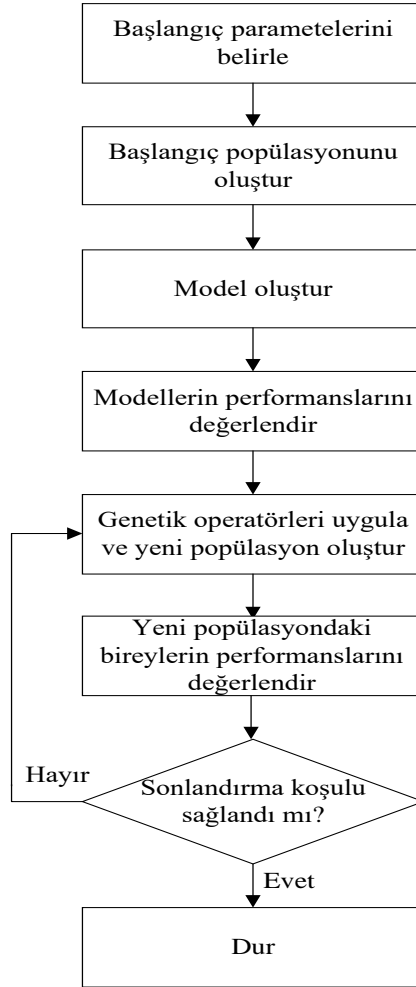 Başlangıç parametelerini
belirle
Başlangıç popülasyonunu
oluştur
Model oluştur
Modellerin performanslarını
değerlendir
Genetik operatörleri uygula
ve yeni popülasyon oluştur
Yeni popülasyondaki
bireylerin performanslarını
değerlendir
Hayır
Sonlandırma koşulu
sağlandı mı?
Evet
Dur